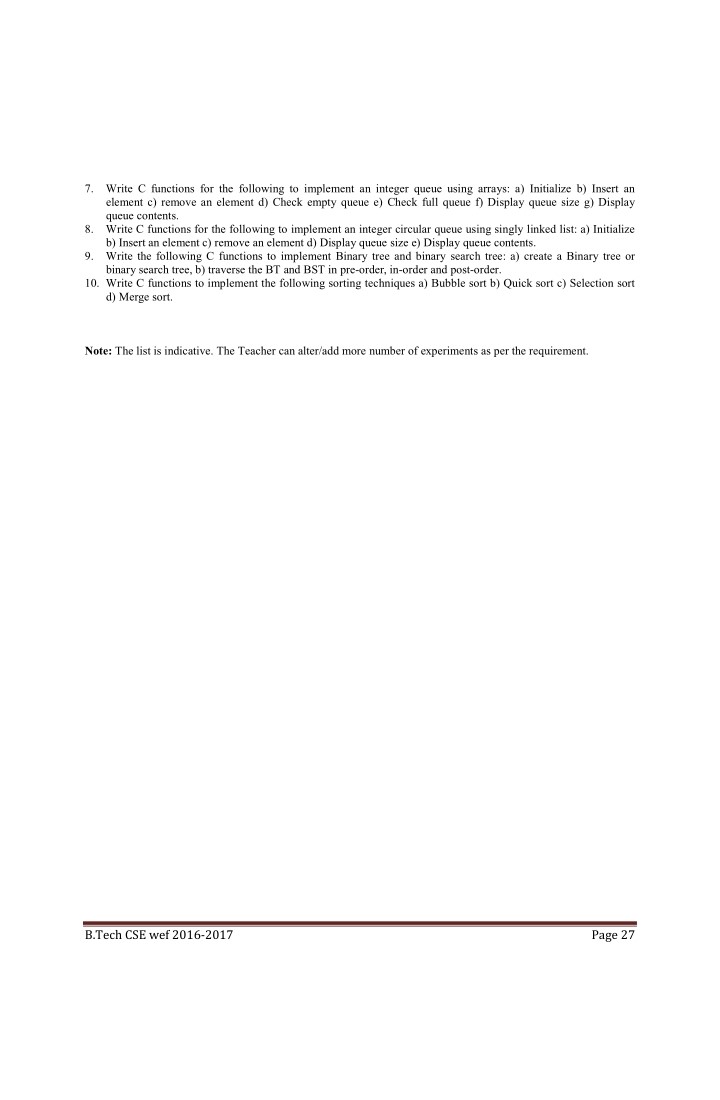 7. Write C functions for the following to implement an integer queue using arrays: a) Initialize b) Insert an
element c) remove an element d) Check empty queue e) Check full queue f) Display queue size g) Display
queue contents.
8. Write C functions for the following to implement an integer circular queue using singly linked list: a) Initialize
b) Insert an element c) remove an element d) Display queue size e) Display queue contents.
9. Write the following C functions to implement Binary tree and binary search tree: a) create a Binary tree or
binary search tree, b) traverse the BT and BST in pre-order, in-order and post-order.
10. Write C functions to implement the following sorting techniques a) Bubble sort b) Quick sort c) Selection sort
d) Merge sort.
Note: The list is indicative. The Teacher can alter/add more number of experiments as per the requirement.
B.Tech CSE wef 2016-2017 Page 27